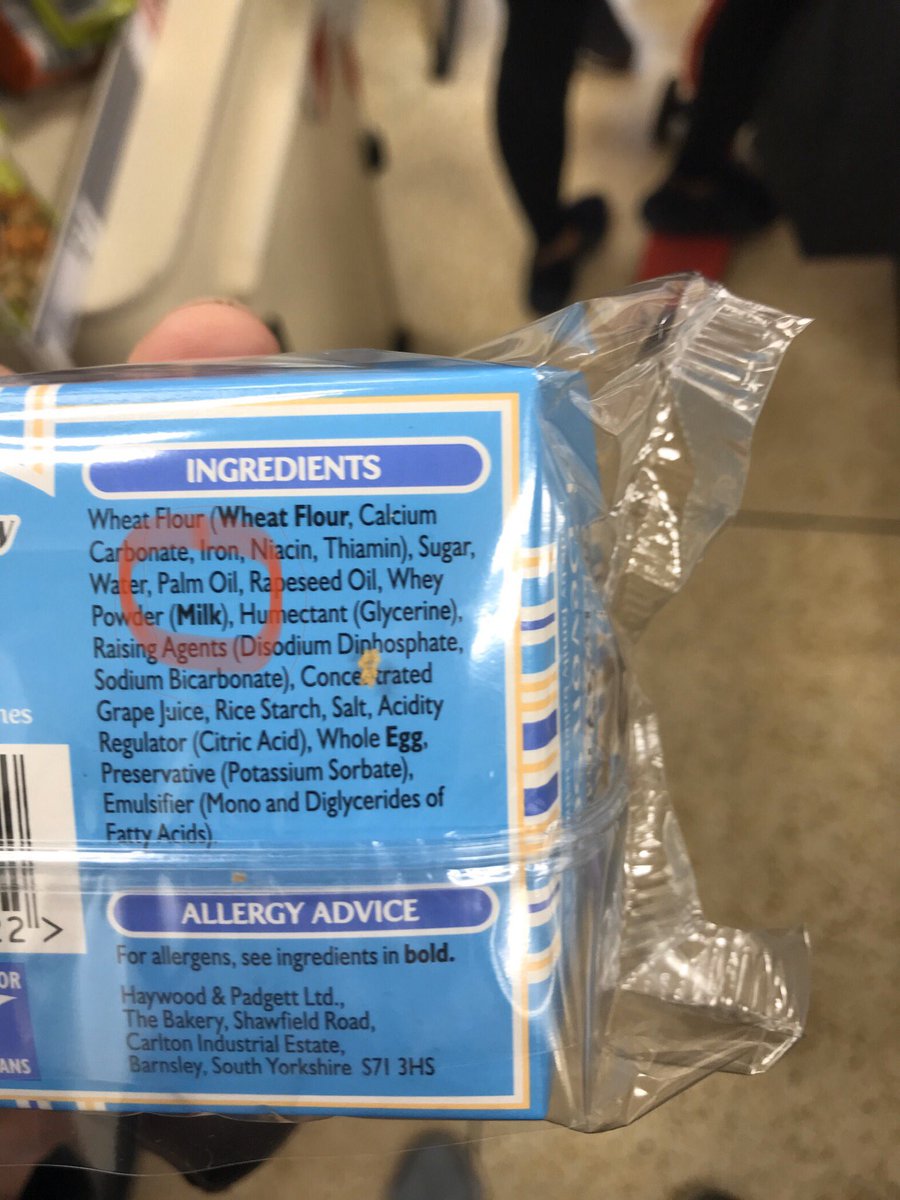 INGREDIENTS
Wheat Flour (Wheat Flour, Calcium
Carbonate, Iron, Niacin, Thiamin), Sugar,
Water, Palm Oil, Rapeseed Oil, Whey
Powder (Milk), Humectant (Glycerine),
Raising Agents (Disodium Diphosphate,
Sodium Bicarbonate), Concentrated
Grape Juice, Rice Starch, Salt, Acidity
Regulator (Citric Acid), Whole Egg,
Preservative (Potassium Sorbate),
Emulsifier (Mono and Diglycerides of
Fatty Acids).
22 >
ALLERGY ADVICE
For allergens, see ingredients in bold.
Haywood & Padgett Ltd.,
The Bakery, Shawfield Road,
Carlton Industrial Estate,
Barnsley, South Yorkshire S71 3HS